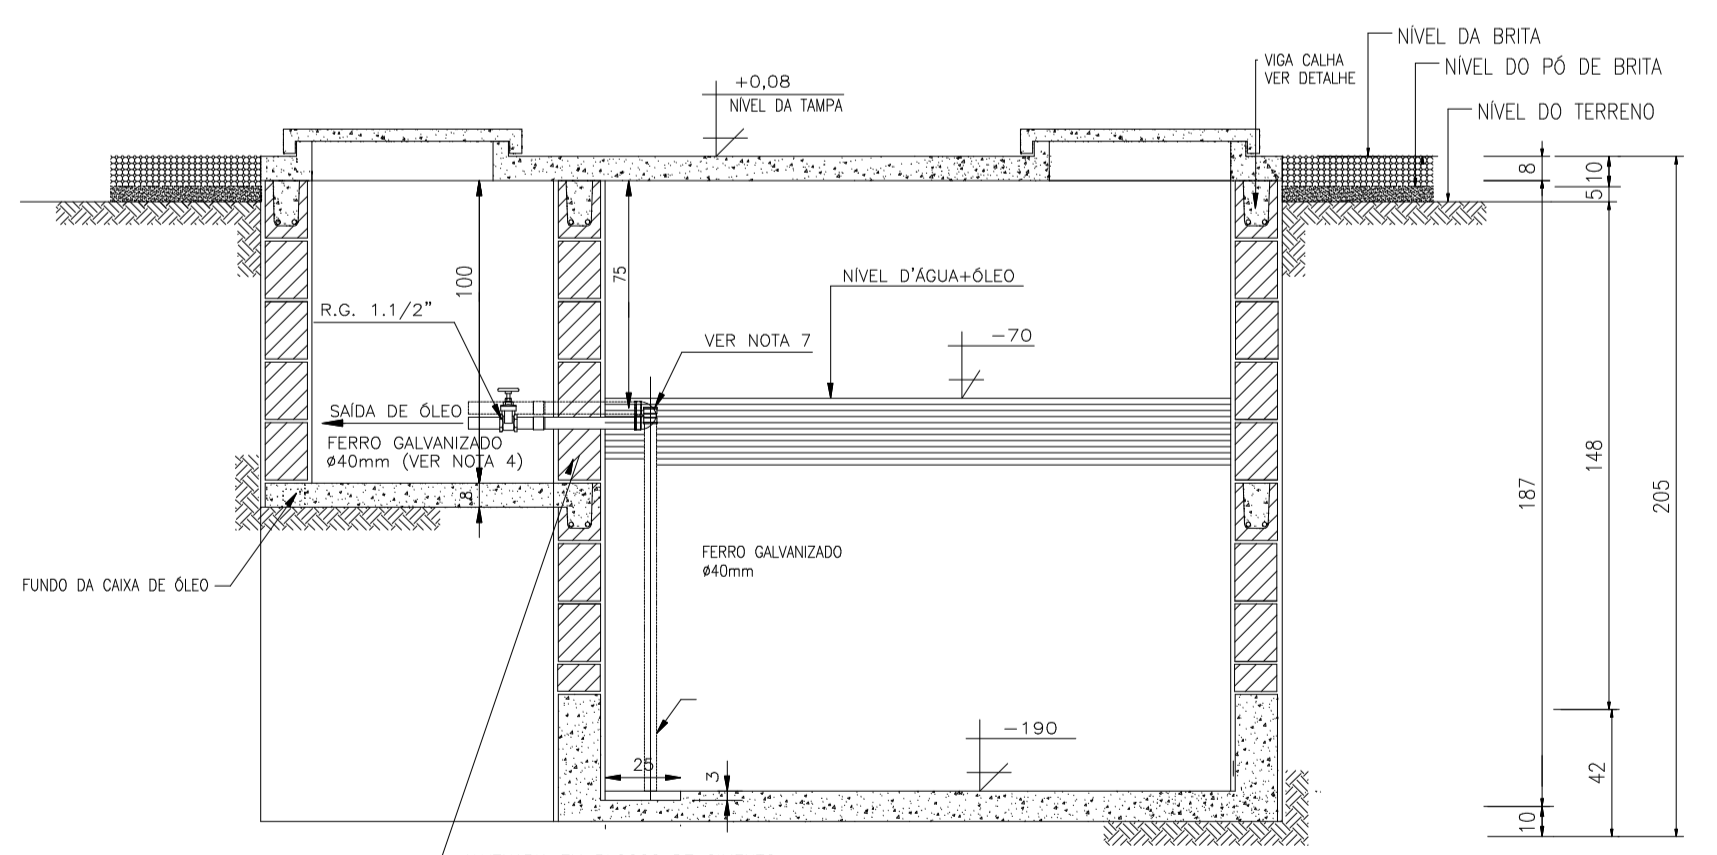 NÍVEL DA BRITA
VIGA CALHA
VER DETALHE
NÍVEL DO PÓ DE BRITA
+0,08
NÍVEL DA TAMPA
NÍVEL DO TERRENO
8
10
5
100
75
NÍVEL D'ÁGUA+ÓLEO
R.G. 1.1/2"
VER NOTA 7
-70
SAÍDA DE ÓLEO
FERRO GALVANIZADO
ø40mm (VER NOTA 4)
148
187
205
8
FERRO GALVANIZADO
ø40mm
FUNDO DA CAIXA DE ÓLEO
-190
25
3
42
10